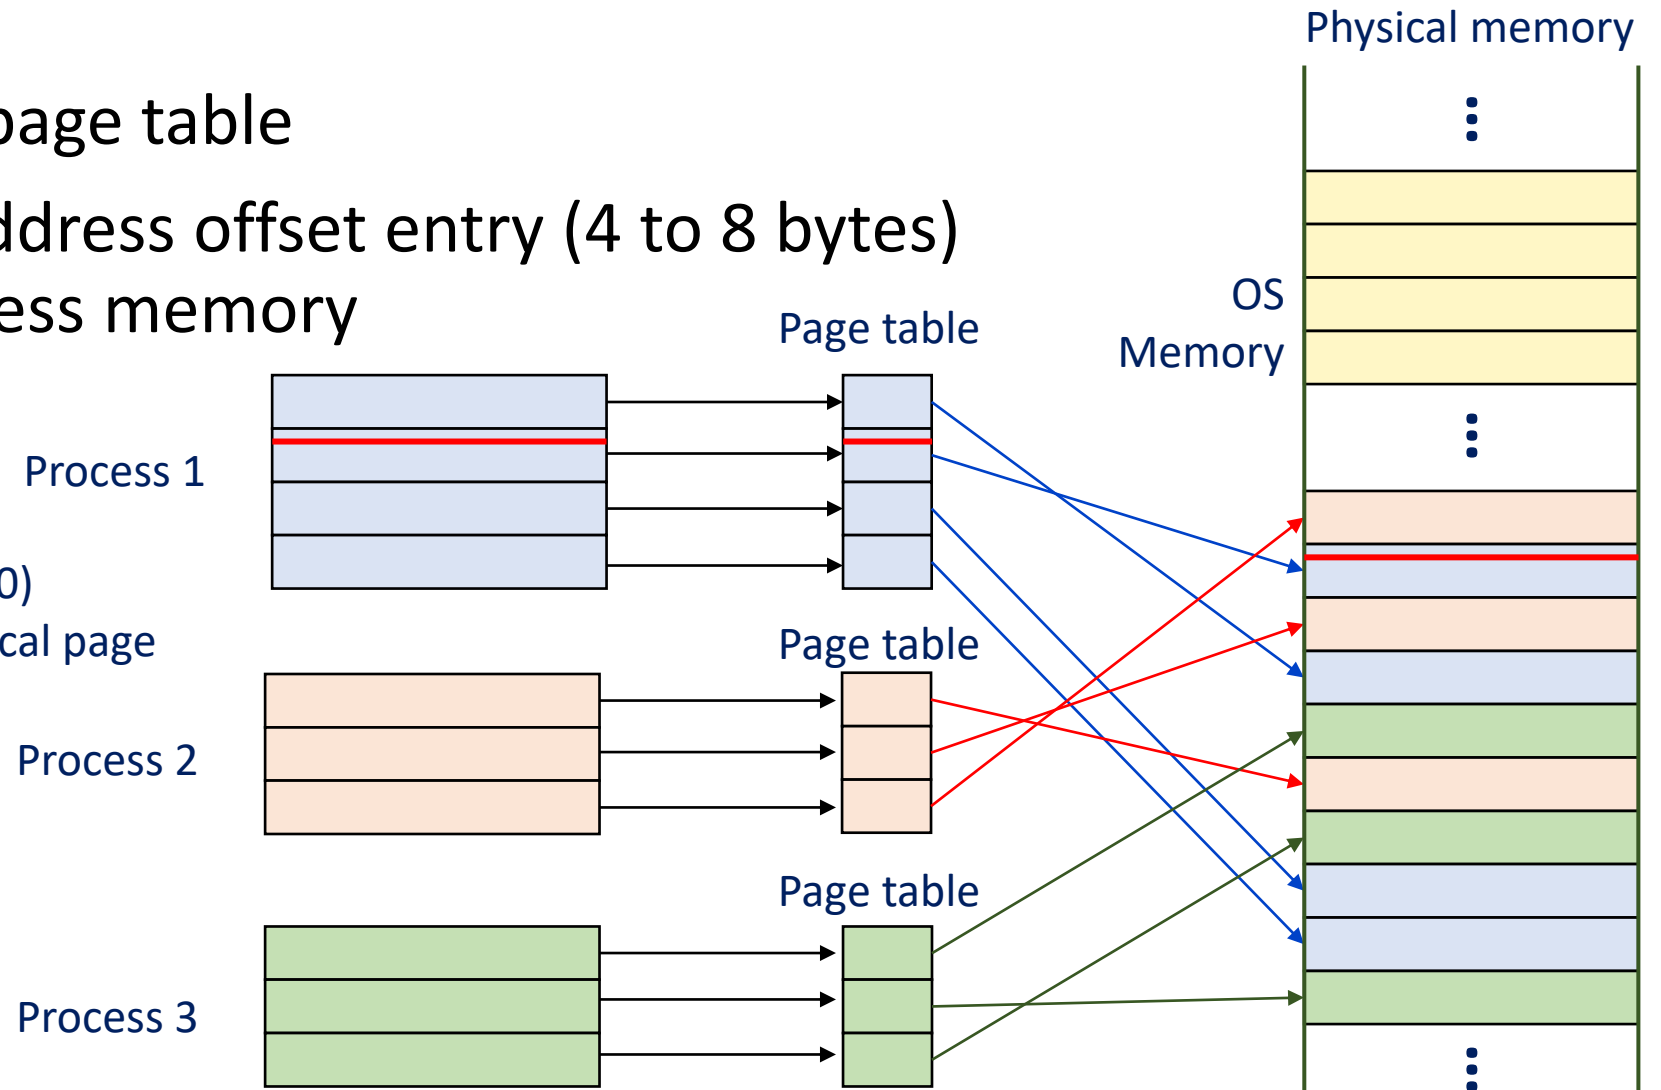 Physical memory
page table
ddress offset entry (4 to 8 bytes)
ess memory
OS
Memory
Page table
Process 1
0)
cal page
Page table
Process 2
Page table
Process 3